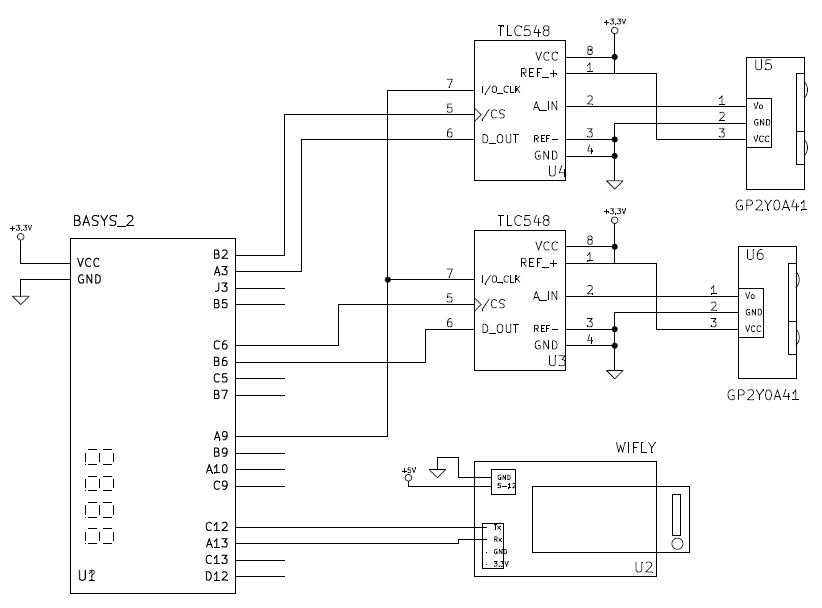 BASYS_2
+3.3V
VCC
GND
B2
A3
J3
B5
C6
B6
C5
B7
A9
B9
A10
C9
C12
A13
C13
D12
U1
TLC548
+3.3V
7 I/O_CLK
5 /CS
6 D_OUT
VCC 8
REF_+ 1
A_IN 2
REF- 3
GND 4
U4
U5
1 Vo
2 GND
3 VCC
GP2Y0A41
TLC548
+3.3V
7 I/O_CLK
5 /CS
6 D_OUT
VCC 8
REF_+ 1
A_IN 2
REF- 3
GND 4
U3
U6
1 Vo
2 GND
3 VCC
GP2Y0A41
WIFLY
+5V
GND
5-12
Tx
Rx
GND
3.3V
U2